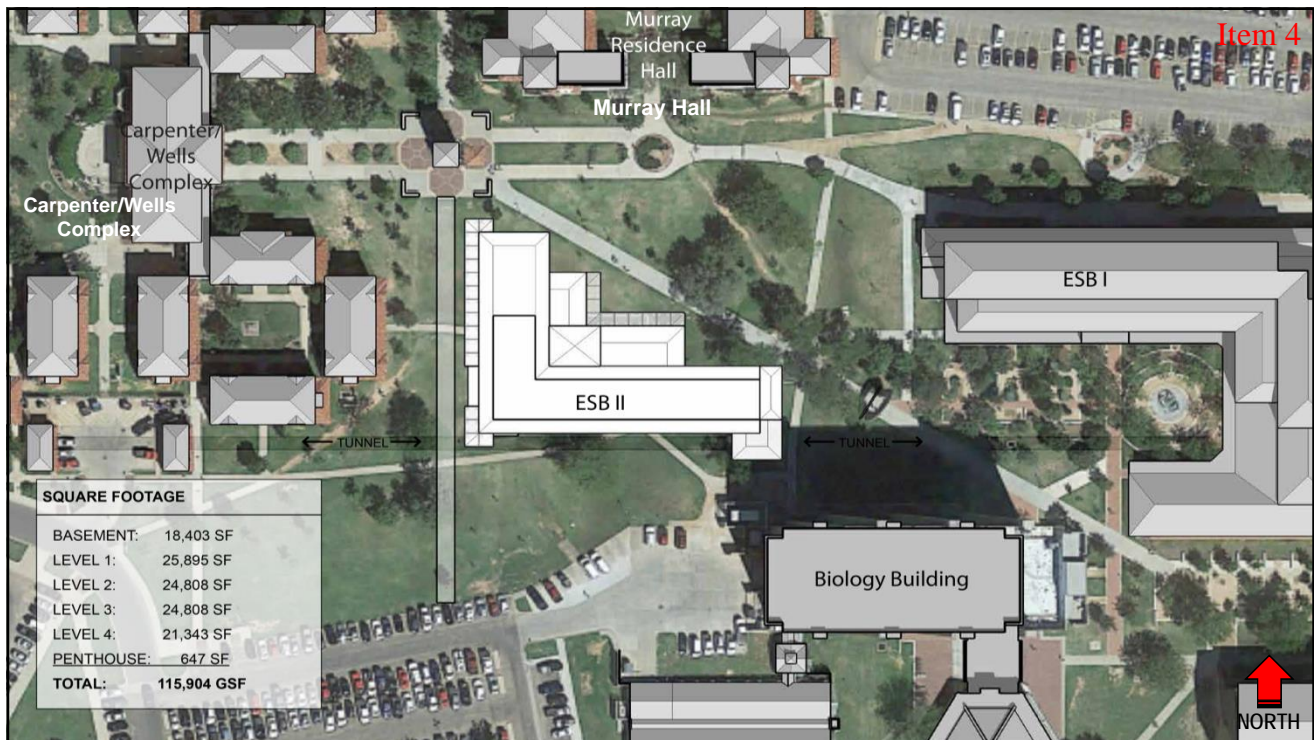 Item 4
Murray
Residence
Hall
Murray Hall
Carpenter/
Wells
Complex
Carpenter/Wells
Complex
ESB I
ESB II
TUNNEL
TUNNEL
SQUARE FOOTAGE
BASEMENT: 18,403 SF
LEVEL 1: 25,895 SF
LEVEL 2: 24,808 SF
LEVEL 3: 24,808 SF
LEVEL 4: 21,343 SF
PENTHOUSE: 647 SF
TOTAL: 115,904 GSF
Biology Building
NORTH